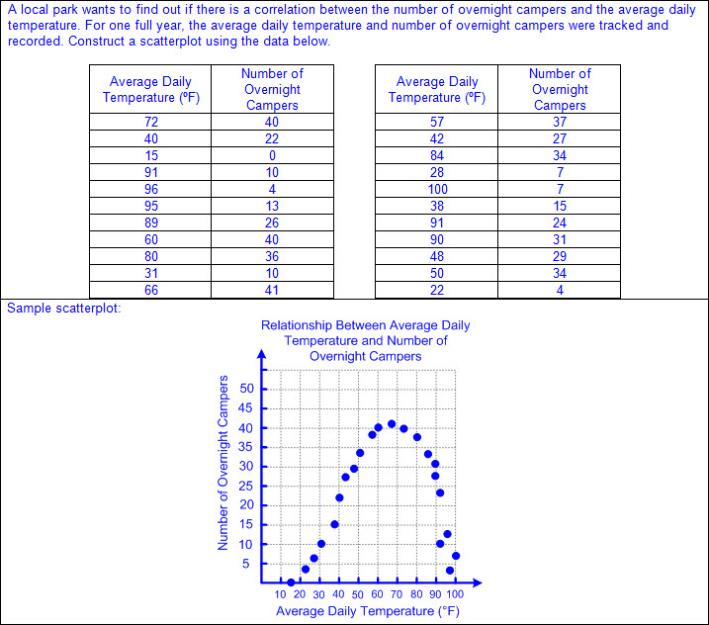 A local park wants to find out if there is a correlation between the number of overnight campers and the average daily
temperature. For one full year, the average daily temperature and number of overnight campers were tracked and
recorded. Construct a scatterplot using the data below.
Average Daily
Temperature (ºF)
Number of
Overnight
Campers
72 40
40 22
15 0
91 10
96 4
95 13
89 26
60 40
80 36
31 10
66 41
Average Daily
Temperature (ºF)
Number of
Overnight
Campers
57 37
42 27
84 34
28 7
100 7
38 15
91 24
90 31
48 29
50 34
22 4
Sample scatterplot:
Relationship Between Average Daily
Temperature and Number of
Overnight Campers
Number of Overnight Campers
50
45
40
35
30
25
20
15
10
5
10 20 30 40 50 60 70 80 90 100
Average Daily Temperature (°F)